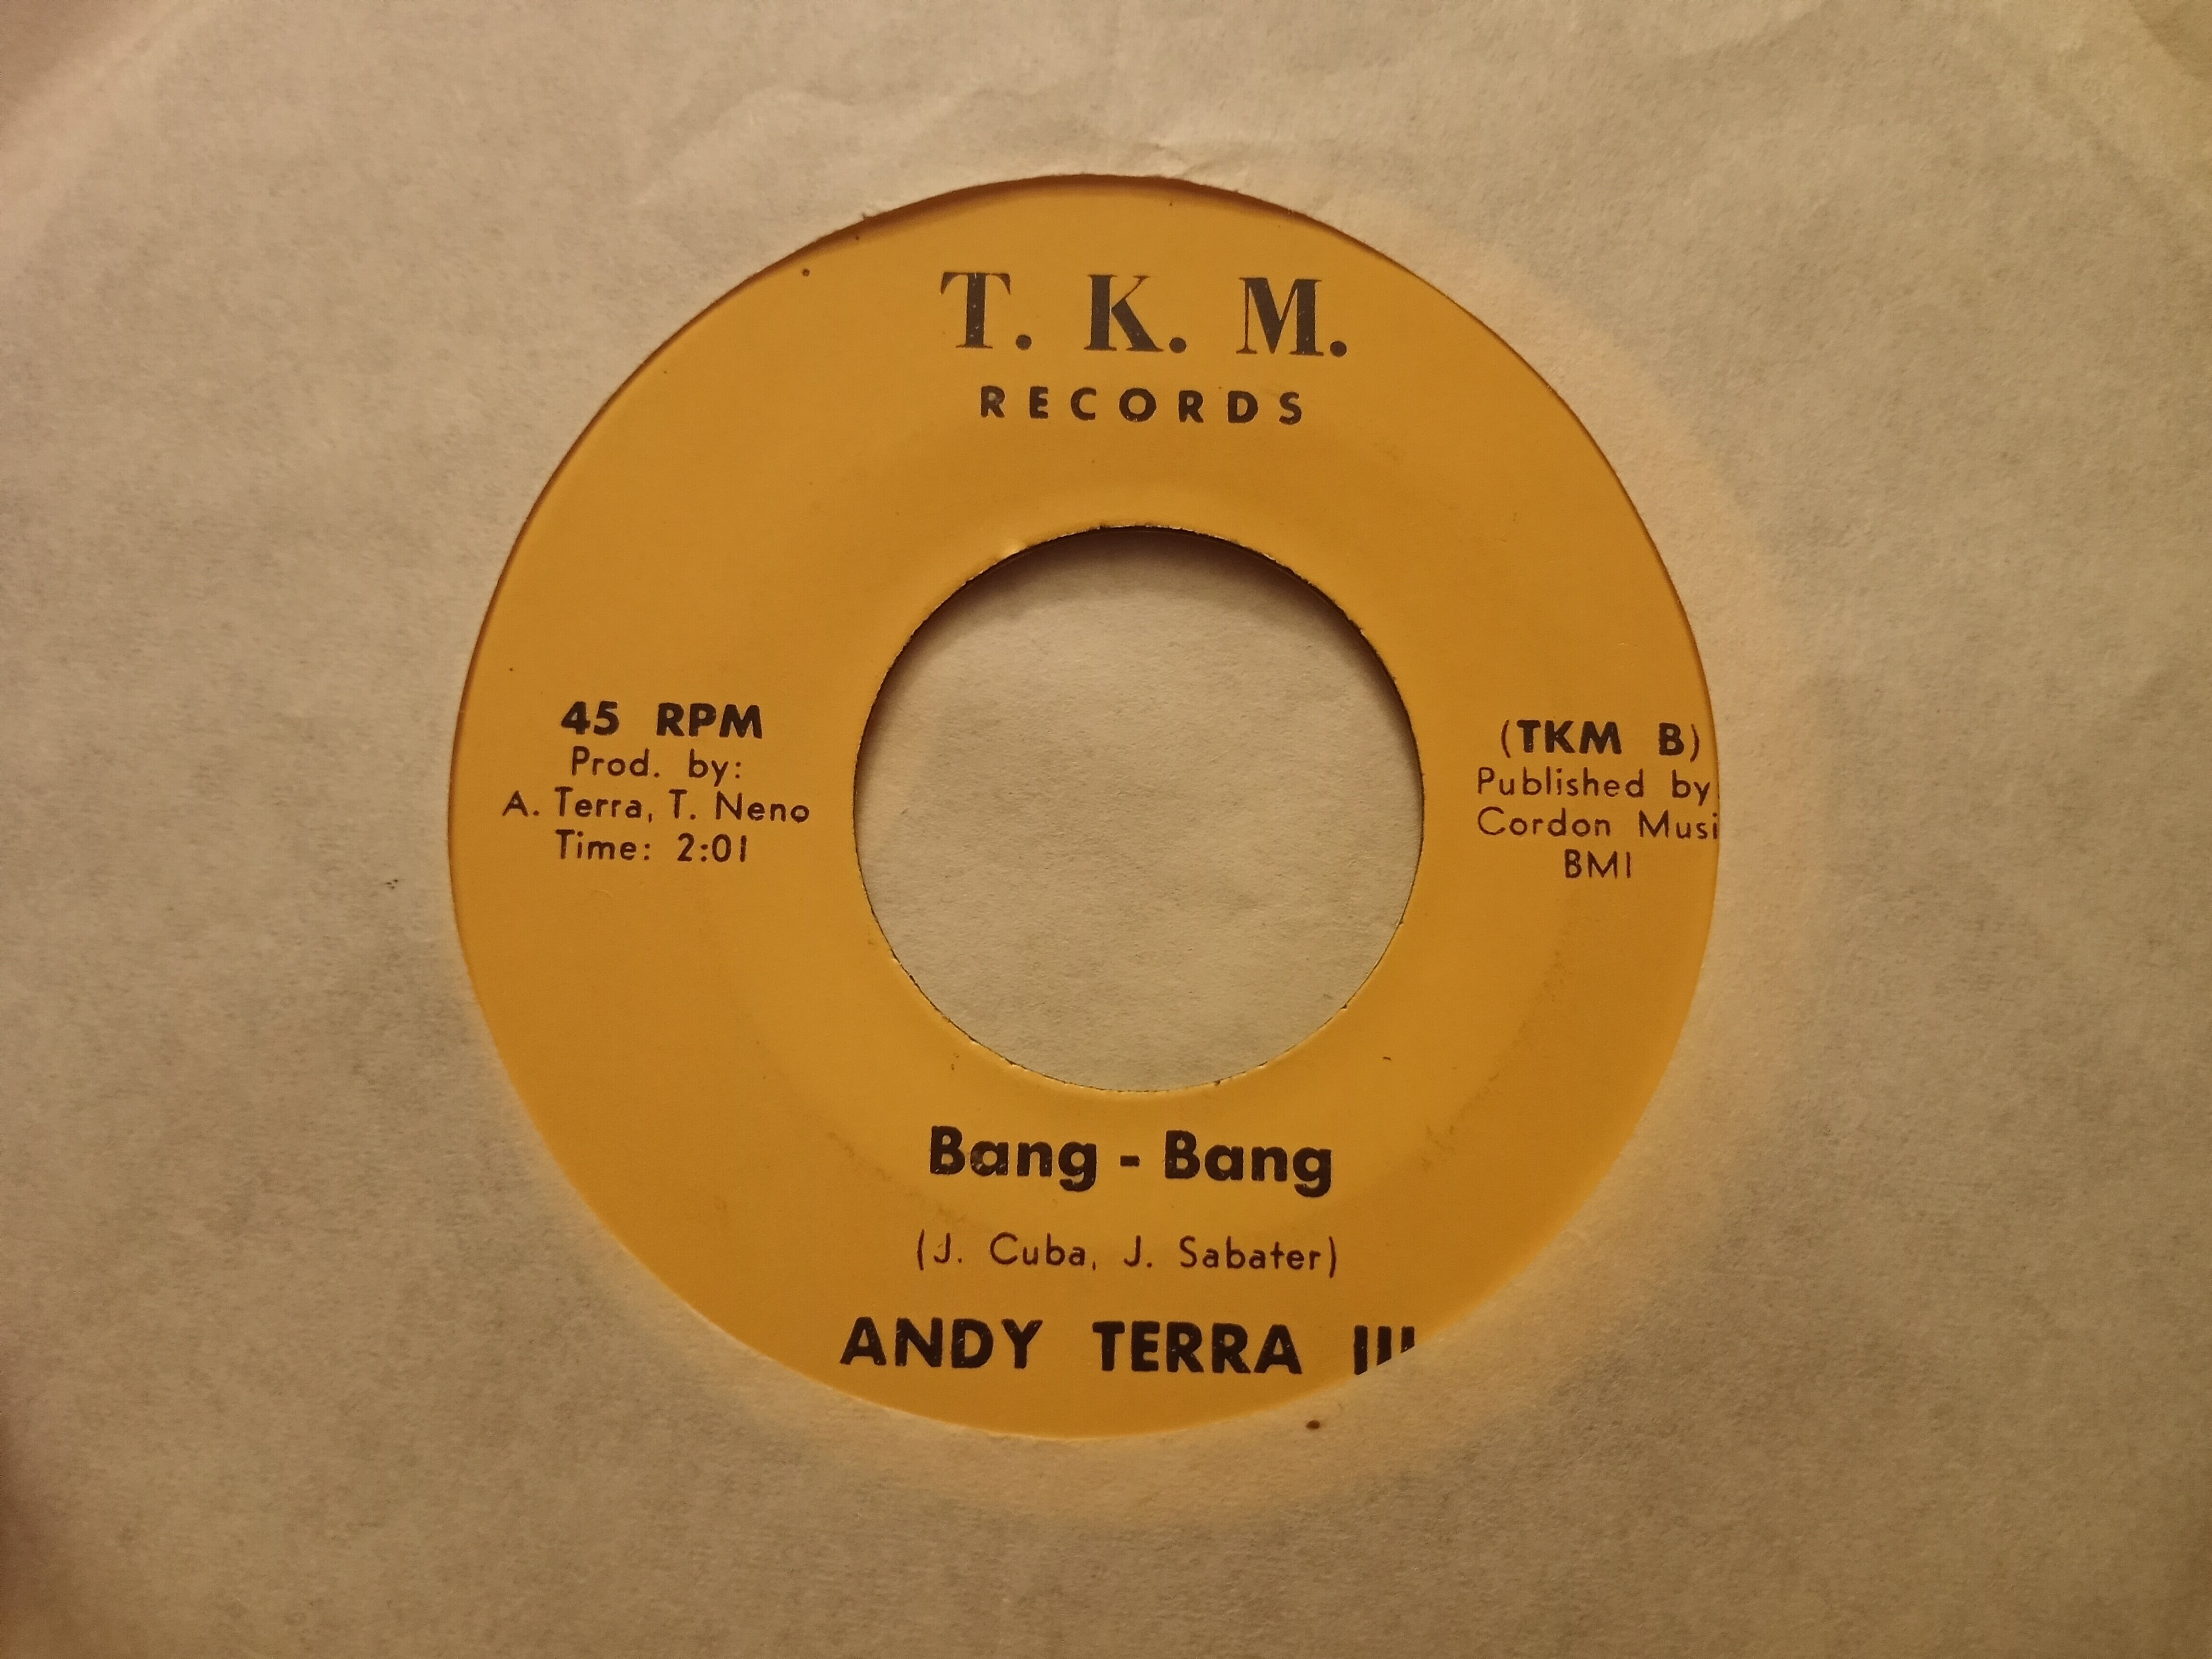 T. K. M.
RECORDS
45 RPM
Prod. by:
A. Terra, T. Neno
Time: 2:01
(TKM B)
Published by
Cordon Musi
BMI
Bang - Bang
(J. Cuba, J. Sabater)
ANDY TERRA III